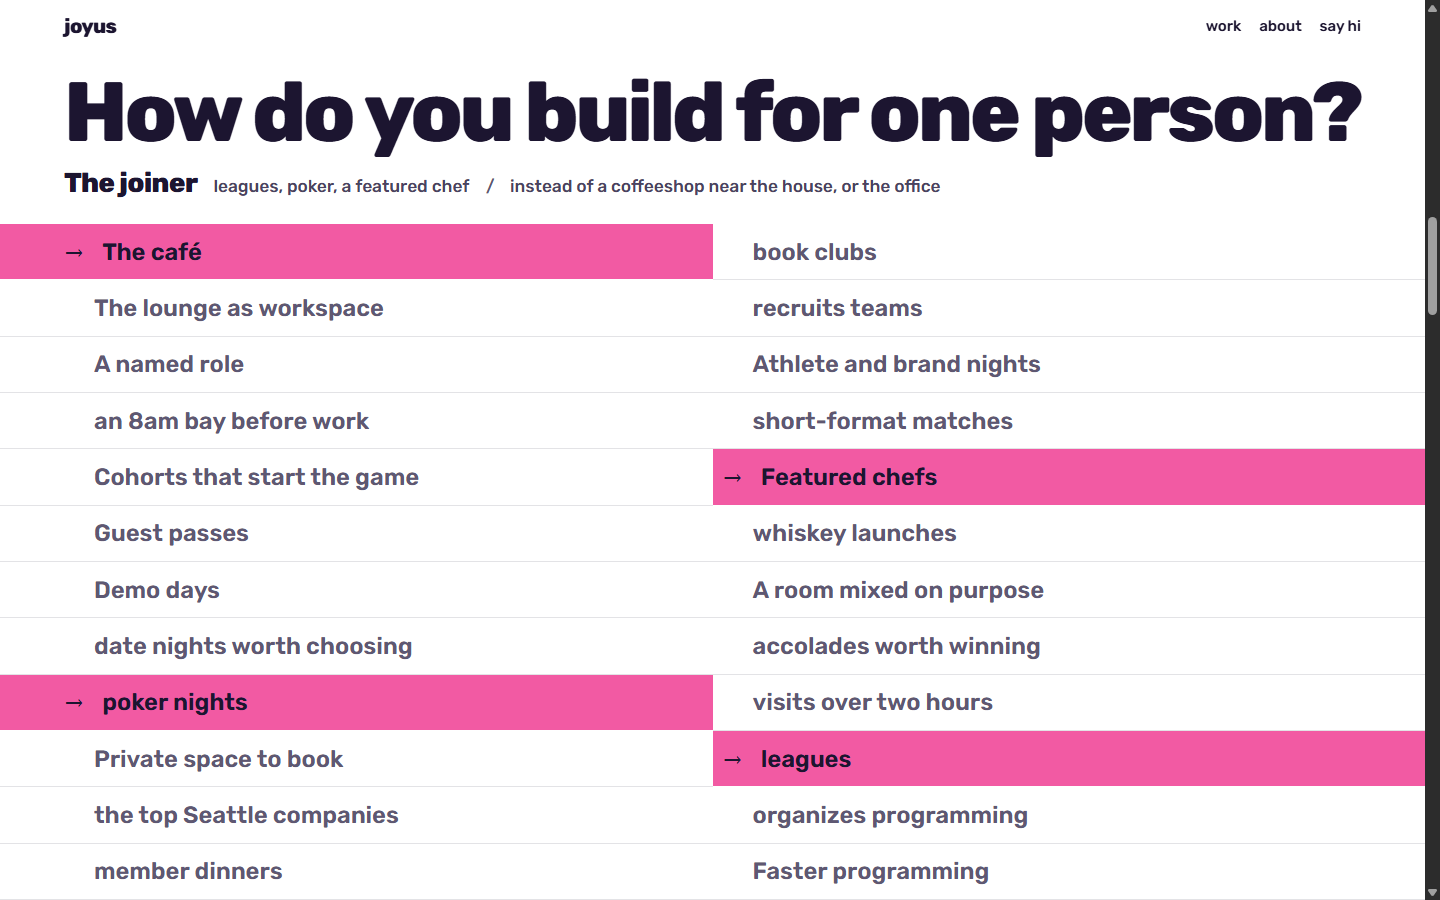 joyus
work about say hi
How do you build for one person?
The joiner leagues, poker, a featured chef / instead of a coffeeshop near the house, or the office
→ The café
book clubs
The lounge as workspace
recruits teams
A named role
Athlete and brand nights
an 8am bay before work
short-format matches
Cohorts that start the game
→ Featured chefs
Guest passes
whiskey launches
Demo days
A room mixed on purpose
date nights worth choosing
accolades worth winning
→ poker nights
visits over two hours
Private space to book
→ leagues
the top Seattle companies
organizes programming
member dinners
Faster programming